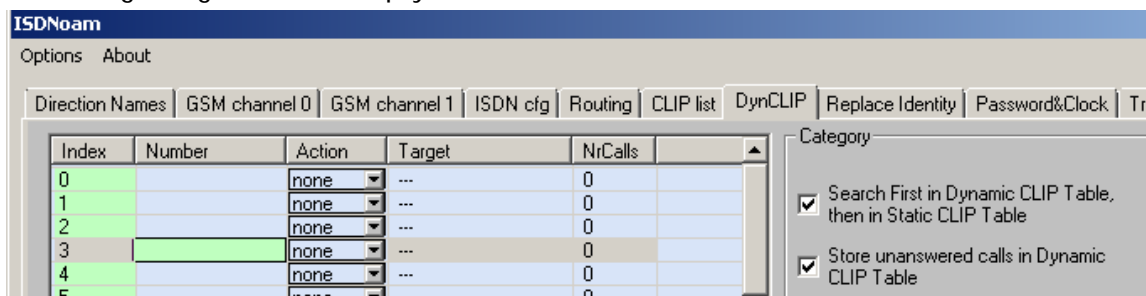 ISDNoam
Options About
Direction Names GSM channel 0 GSM channel 1 ISDN cfg Routing CLIP list DynCLIP Replace Identity Password&Clock Tr
Category
Index Number Action Target NrCalls
0 none --- 0
1 none --- 0
2 none --- 0
3 none --- 0
4 none --- 0
Search First in Dynamic CLIP Table,
then in Static CLIP Table
Store unanswered calls in Dynamic
CLIP Table